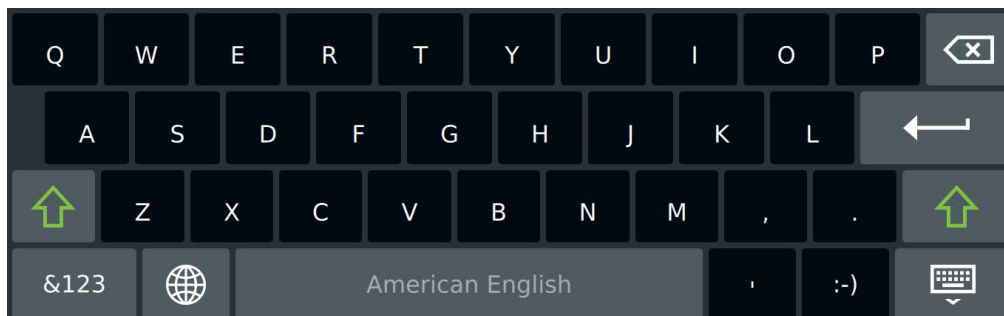 Q W E R T Y U I O P
A S D F G H J K L
Z X C V B N M , .
&123 American English ' :-)